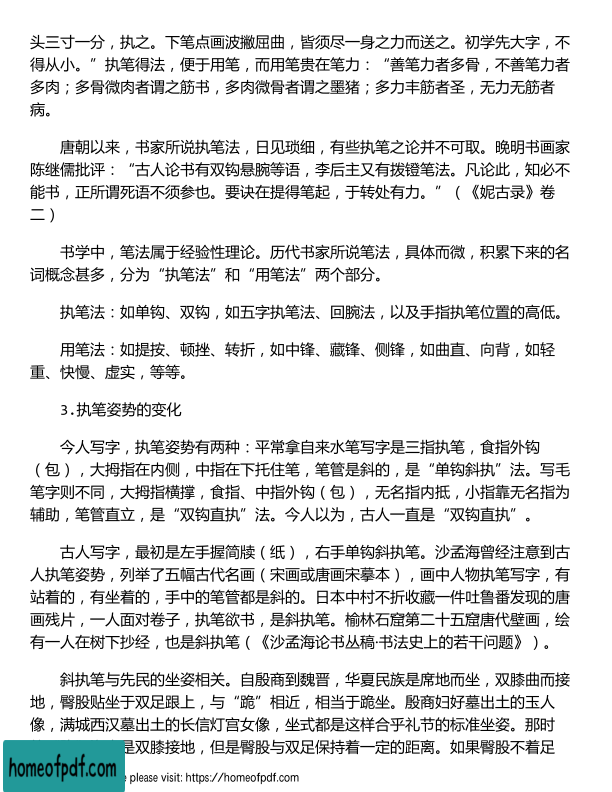 头三寸一分，执之。下笔点画波撇屈曲，皆须尽一身之力而送之。初学先大字，不
得从小。”执笔得法，便于用笔，而用笔贵在笔力：“善笔力者多骨，不善笔力者
多肉；多骨微肉者谓之筋书，多肉微骨者谓之墨猪；多力丰筋者圣，无力无筋者
病。
唐朝以来，书家所说执笔法，日见琐细，有些执笔之论并不可取。晚明书画家
陈继儒批评：“古人论书有双钩悬腕等语，李后主又有拨镫笔法。凡论此，知必不
能书，正所谓死语不须参也。要诀在提得笔起，于转处有力。”（《妮古录》卷
二）
书学中，笔法属于经验性理论。历代书家所说笔法，具体而微，积累下来的名
词概念甚多，分为“执笔法”和“用笔法”两个部分。
执笔法：如单钩、双钩，如五字执笔法、回腕法，以及手指执笔位置的高低。
用笔法：如提按、顿挫、转折，如中锋、藏锋、侧锋，如曲直、向背，如轻
重、快慢、虚实，等等。
3.执笔姿势的变化
今人写字，执笔姿势有两种：平常拿自来水笔写字是三指执笔，食指外钩
（包），大拇指在内侧，中指在下托住笔，笔管是斜的，是“单钩斜执”法。写毛
笔字则不同，大拇指横撑，食指、中指外钩（包），无名指内抵，小指靠无名指为
辅助，笔管直立，是“双钩直执”法。今人以为，古人一直是“双钩直执”。
古人写字，最初是左手握简牍（纸），右手单钩斜执笔。沙孟海曾经注意到古
人执笔姿势，列举了五幅古代名画（宋画或唐画宋摹本），画中人物执笔写字，有
站着的，有坐着的，手中的笔管都是斜的。日本中村不折收藏一件吐鲁番发现的唐
画残片，一人面对卷子，执笔欲书，是斜执笔。榆林石窟第二十五窟唐代壁画，绘
有一人在树下抄经，也是斜执笔（《沙孟海论书丛稿·书法史上的若干问题》）。
斜执笔与先民的坐姿相关。自殷商到魏晋，华夏民族是席地而坐，双膝曲而接
地，臀股贴坐于双足跟上，与“跪”相近，相当于跪坐。殷商妇好墓出土的玉人
像，满城西汉墓出土的长信灯宫女像，坐式都是这样合乎礼节的标准坐姿。那时
是双膝接地，但是臀股与双足保持着一定的距离。如果臀股不着足
homeofpdf.com
please visit: https://homeofpdf.com